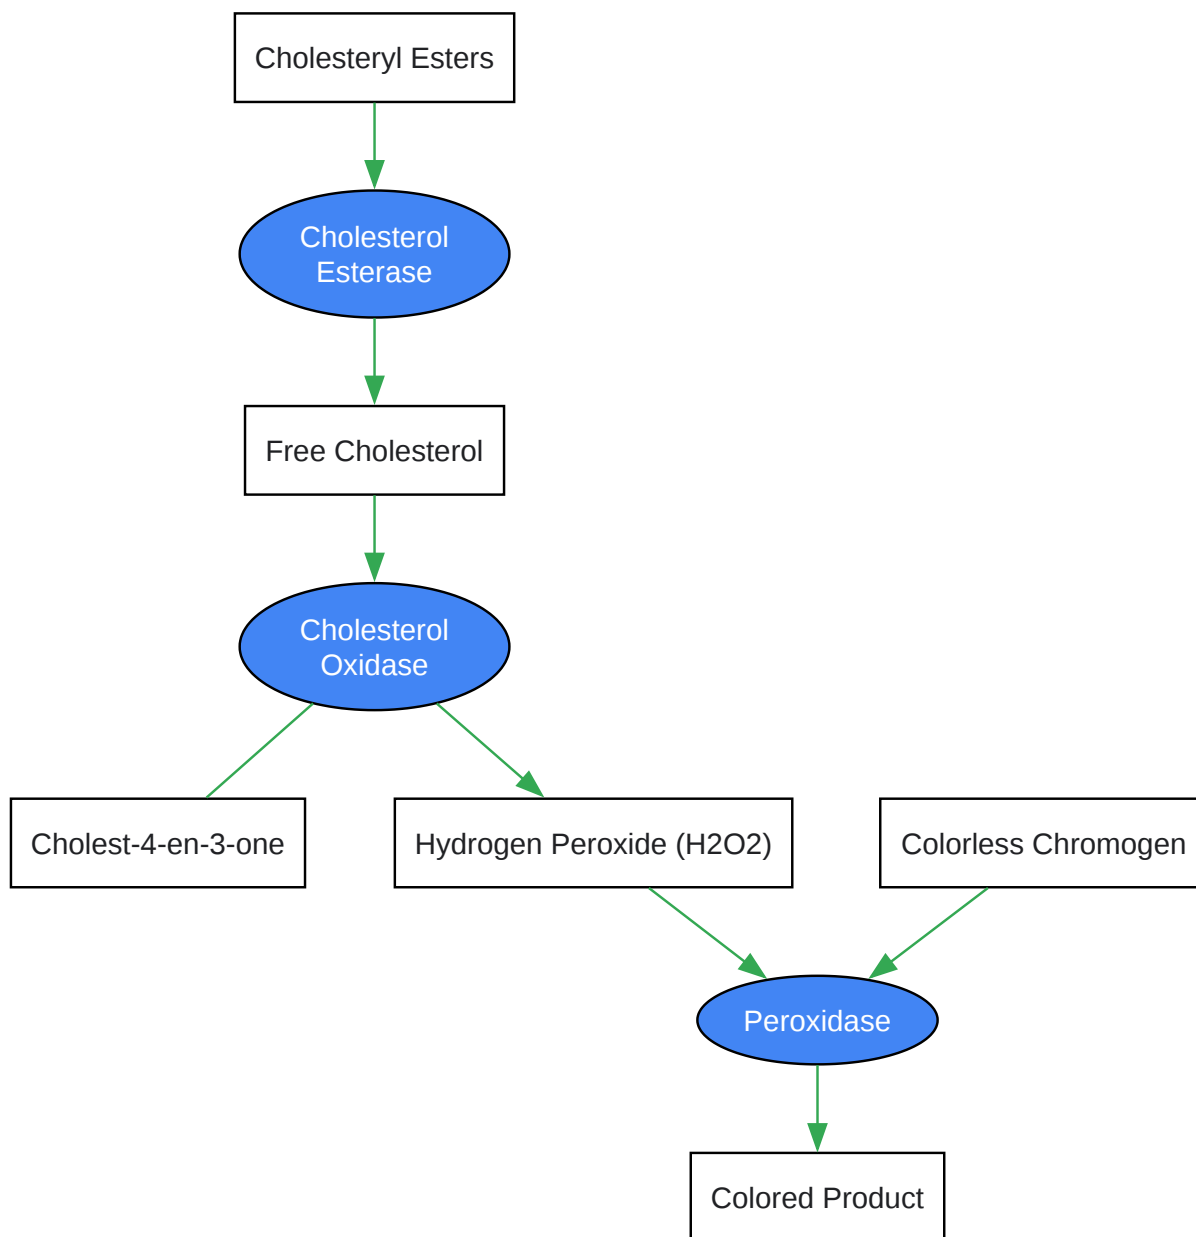 Cholesteryl Esters
Cholesterol
Esterase
Free Cholesterol
Cholesterol
Oxidase
Cholest-4-en-3-one
Hydrogen Peroxide (H2O2)
Colorless Chromogen
Peroxidase
Colored Product